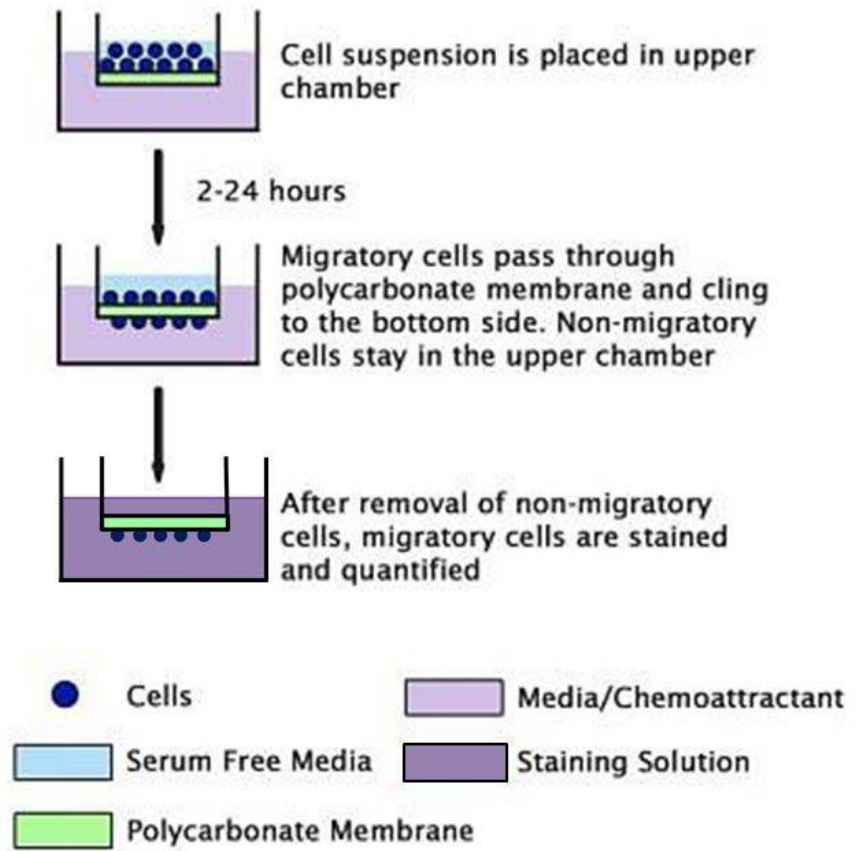 Cell suspension is placed in upper
chamber
2-24 hours
Migratory cells pass through
polycarbonate membrane and cling
to the bottom side. Non-migratory
cells stay in the upper chamber
After removal of non-migratory
cells, migratory cells are stained
and quantified
Cells
Media/Chemoattractant
Serum Free Media
Staining Solution
Polycarbonate Membrane